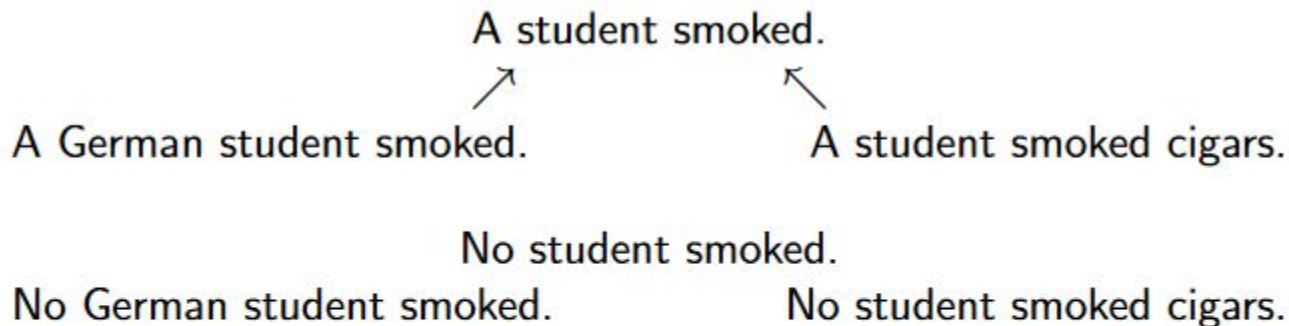 A student smoked.
A German student smoked. A student smoked cigars.
No student smoked.
No German student smoked. No student smoked cigars.